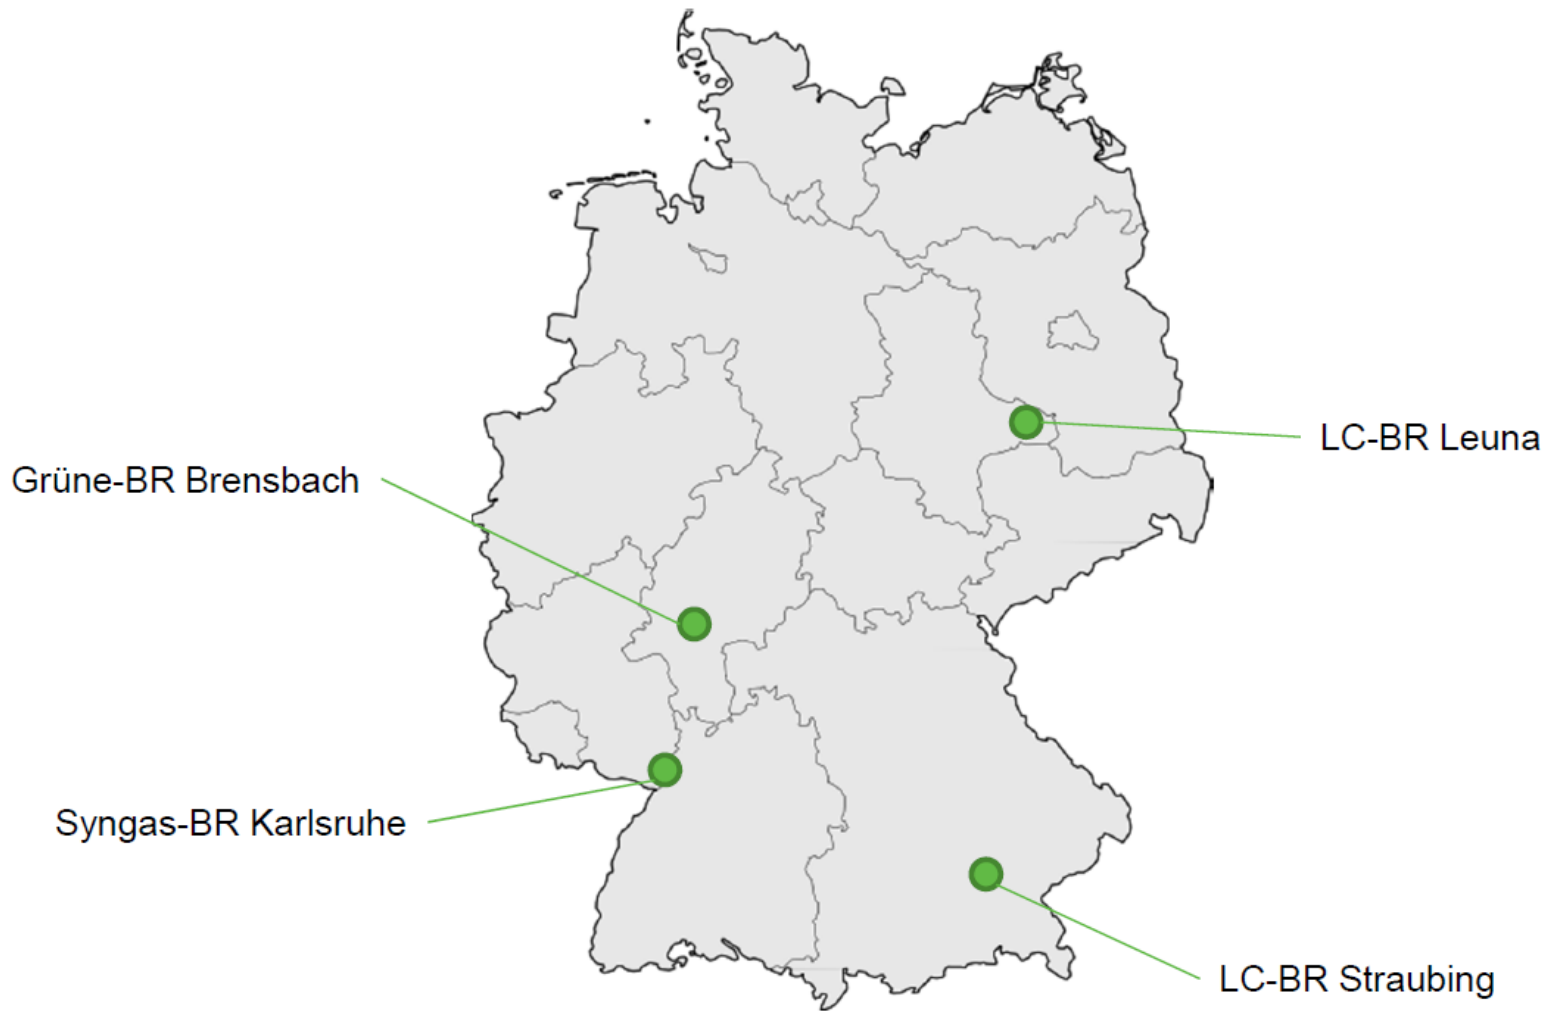 LC-BR Leuna
Grüne-BR Brensbach
Syngas-BR Karlsruhe
LC-BR Straubing